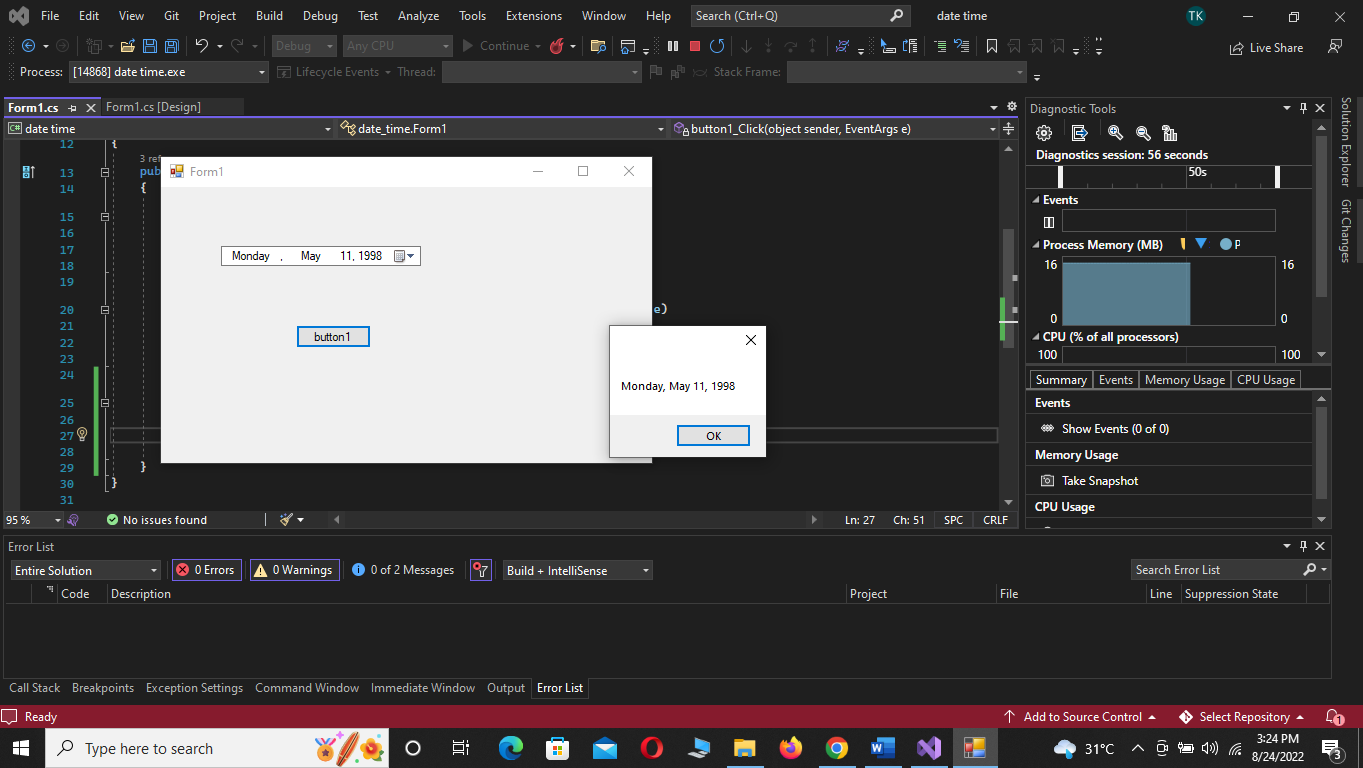 File Edit View Git Project Build Debug Test Analyze Tools Extensions Window Help Search (Ctrl+Q) date time TK
Debug Any CPU Continue Live Share
Process: [14868] date time.exe Lifecycle Events Thread: Stack Frame:
Form1.cs Form1.cs [Design]
date time date_time.Form1 button1_Click(object sender, EventArgs e)
12 {
3 ref
13 pub
14 {
15
16
17
18
19
20 e)
21
22
23
24
25
26
27
28
29 }
30 }
31
Form1
Monday , May 11, 1998
button1
Monday, May 11, 1998
OK
95 % No issues found Ln: 27 Ch: 51 SPC CRLF
Diagnostic Tools
Diagnostics session: 56 seconds
50s
Events
Process Memory (MB) P
16 16
0 0
CPU (% of all processors)
100 100
Summary Events Memory Usage CPU Usage
Events
Show Events (0 of 0)
Memory Usage
Take Snapshot
CPU Usage
Solution Explorer
Git Changes
Error List
Entire Solution 0 Errors 0 Warnings 0 of 2 Messages Build + IntelliSense Search Error List
Code Description Project File Line Suppression State
Call Stack Breakpoints Exception Settings Command Window Immediate Window Output Error List
Ready Add to Source Control Select Repository 1
Type here to search 31°C 3:24 PM
8/24/2022 3